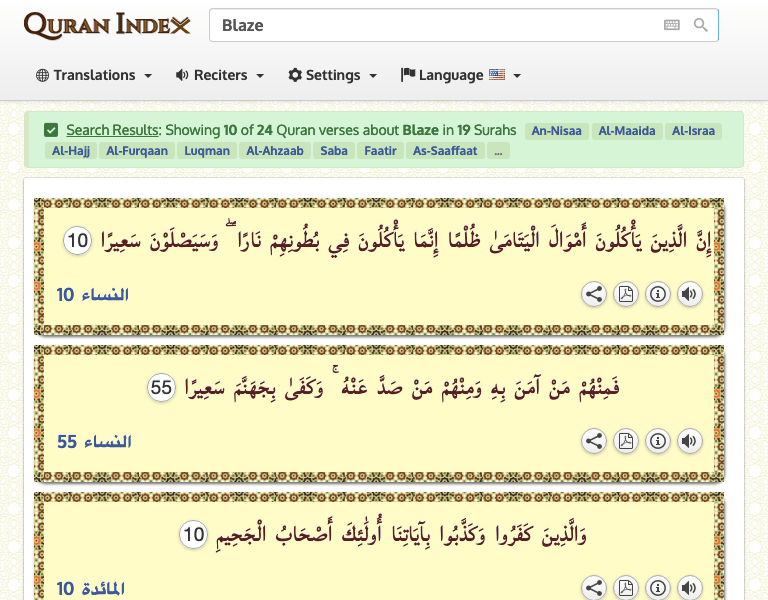 QURAN INDEX
Blaze
Translations Reciters Settings Language
Search Results: Showing 10 of 24 Quran verses about Blaze in 19 Surahs An-Nisaa Al-Maaida Al-Israa
Al-Hajj Al-Furqaan Luqman Al-Ahzaab Saba Faatir As-Saaffaat ...
إِنَّ الَّذِينَ يَأْكُلُونَ أَمْوَالَ الْيَتَامَىٰ ظُلْمًا إِنَّمَا يَأْكُلُونَ فِي بُطُونِهِمْ نَارًا ۖ وَسَيَصْلَوْنَ سَعِيرًا 10
النساء 10
فَمِنْهُمْ مَنْ آمَنَ بِهِ وَمِنْهُمْ مَنْ صَدَّ عَنْهُ ۚ وَكَفَىٰ بِجَهَنَّمَ سَعِيرًا 55
النساء 55
وَالَّذِينَ كَفَرُوا وَكَذَّبُوا بِآيَاتِنَا أُولَٰئِكَ أَصْحَابُ الْجَحِيمِ 10
المائدة 10